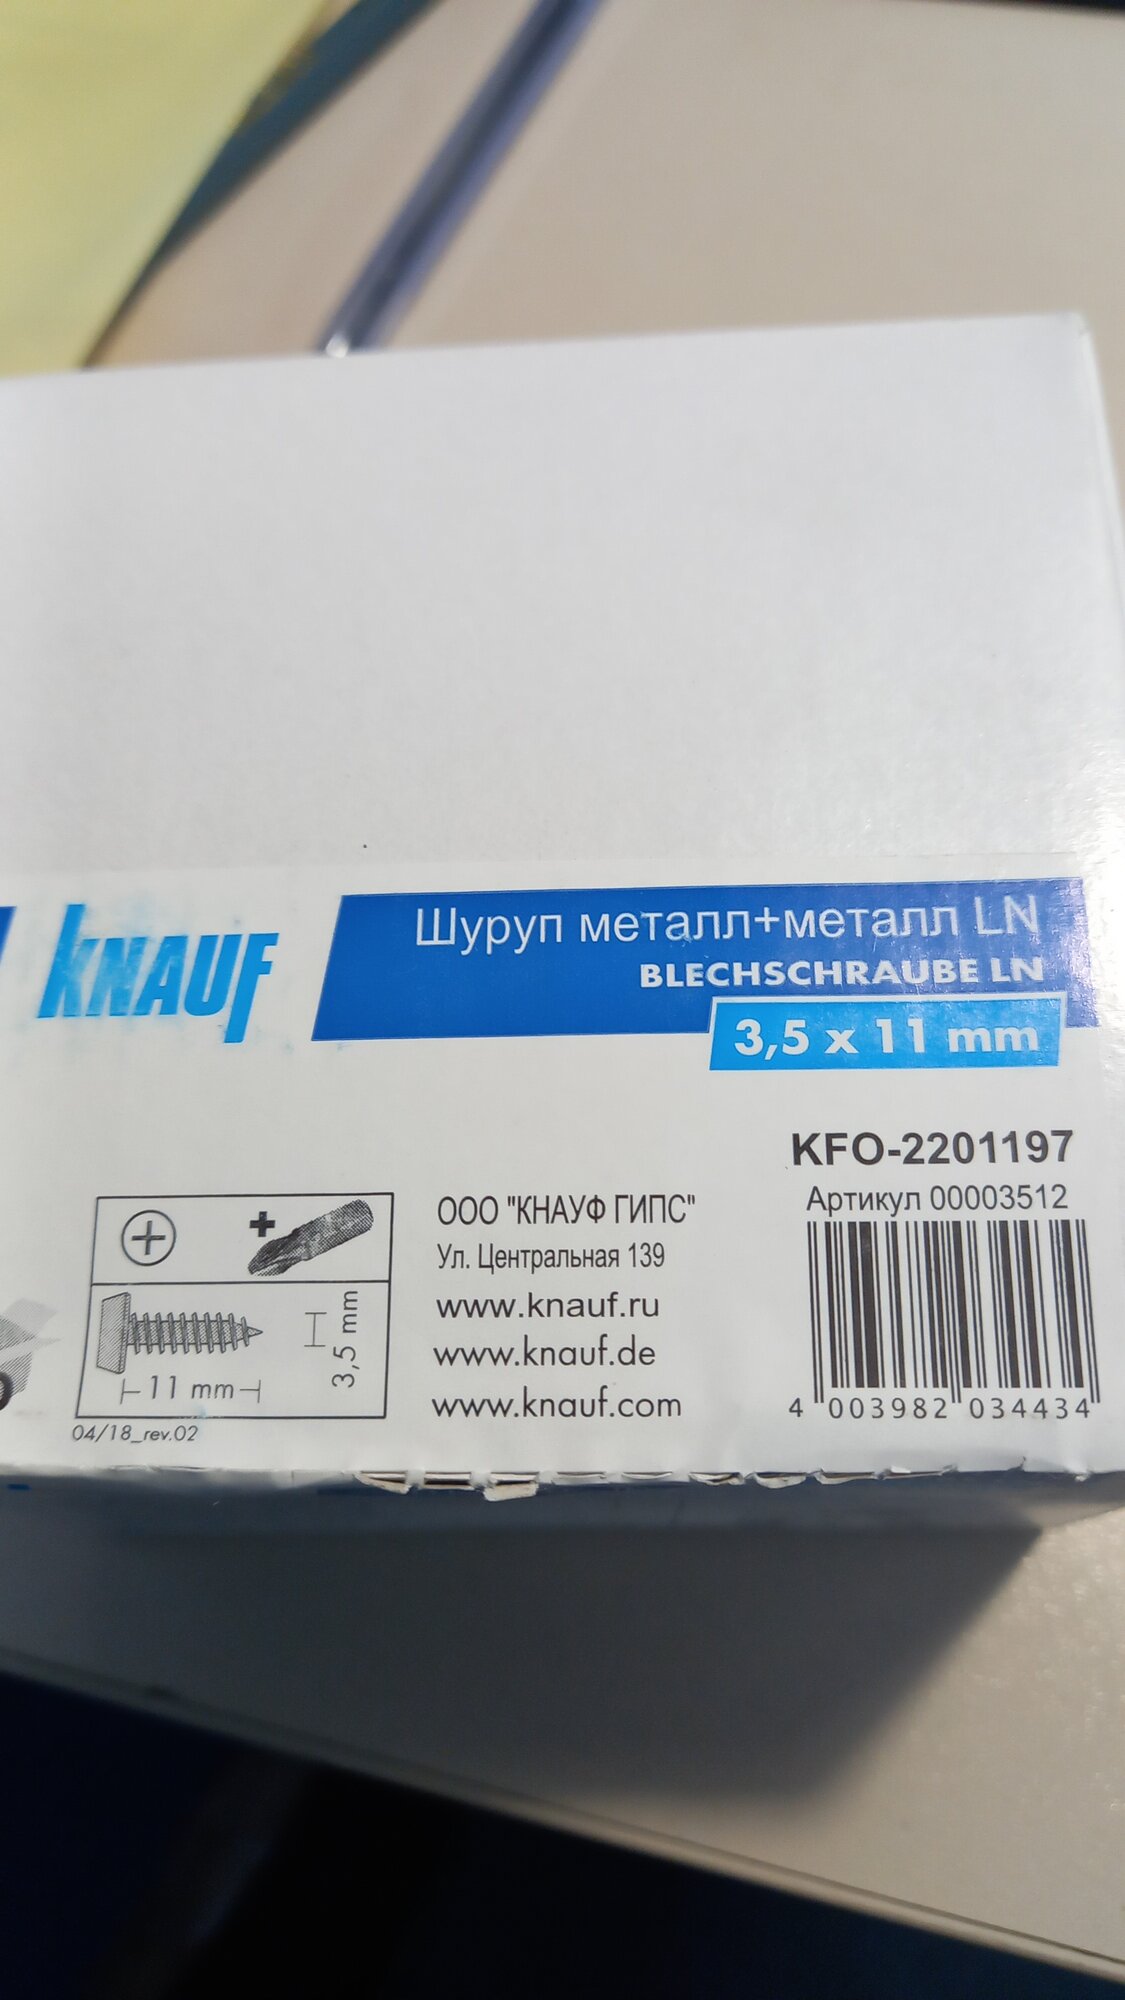 KNAUF
Шуруп металл+металл LN
BLECHSCHRAUBE LN
3,5 x 11 mm
KFO-2201197
Артикул 00003512
4 003982 034434
ООО "КНАУФ ГИПС"
Ул. Центральная 139
www.knauf.ru
www.knauf.de
www.knauf.com
3,5 mm
11 mm
04/18_rev.02